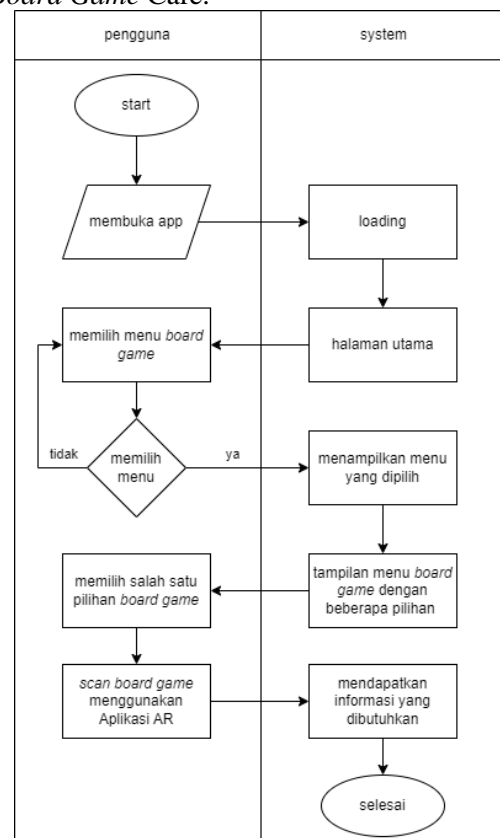 Board Game Cafe.
pengguna
system
start
membuka app
loading
halaman utama
memilih menu board
game
memilih
menu
tidak
ya
menampilkan menu
yang dipilih
tampilan menu board
game dengan
beberapa pilihan
memilih salah satu
pilihan board game
scan board game
menggunakan
Aplikasi AR
mendapatkan
informasi yang
dibutuhkan
selesai